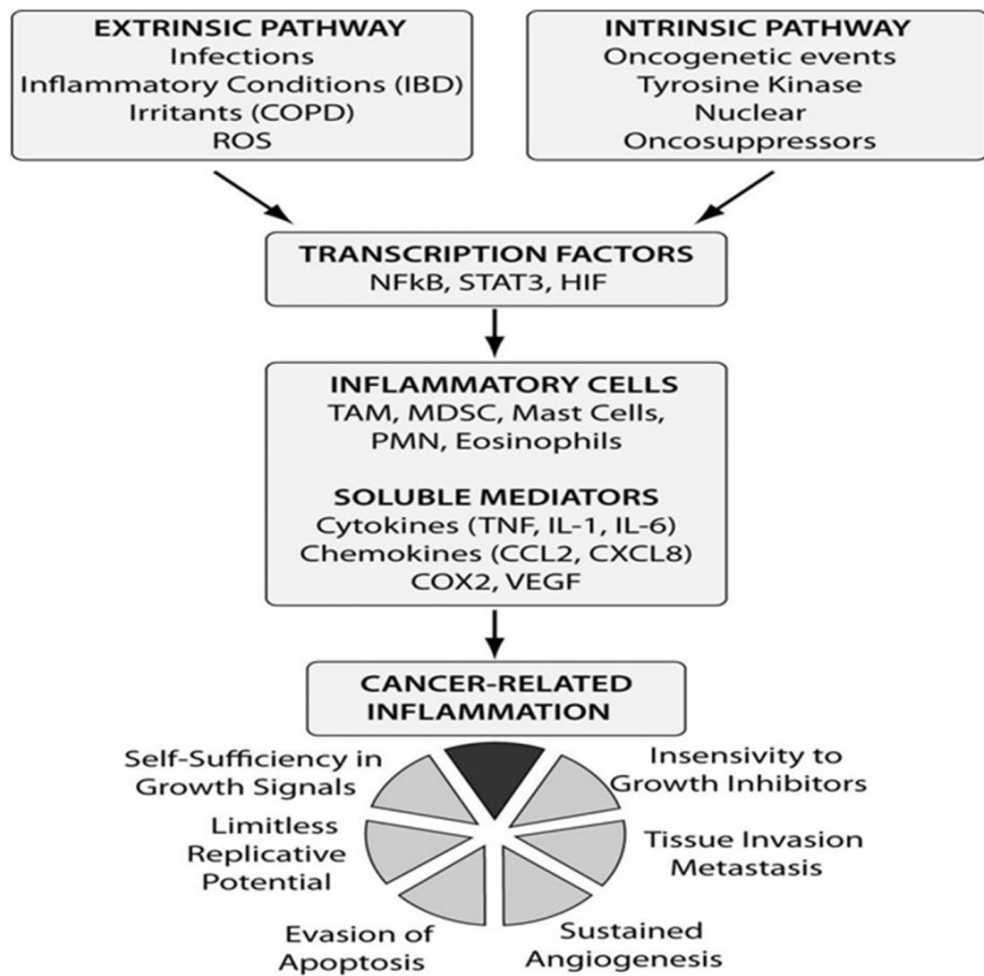 EXTRINSIC PATHWAY
Infections
Inflammatory Conditions (IBD)
Irritants (COPD)
ROS
INTRINSIC PATHWAY
Oncogenetic events
Tyrosine Kinase
Nuclear
Oncosuppressors
TRANSCRIPTION FACTORS
NFkB, STAT3, HIF
INFLAMMATORY CELLS
TAM, MDSC, Mast Cells,
PMN, Eosinophils
SOLUBLE MEDIATORS
Cytokines (TNF, IL-1, IL-6)
Chemokines (CCL2, CXCL8)
COX2, VEGF
CANCER-RELATED
INFLAMMATION
Self-Sufficiency in
Growth Signals
Insensivity to
Growth Inhibitors
Limitless
Replicative
Potential
Tissue Invasion
Metastasis
Evasion of
Apoptosis
Sustained
Angiogenesis